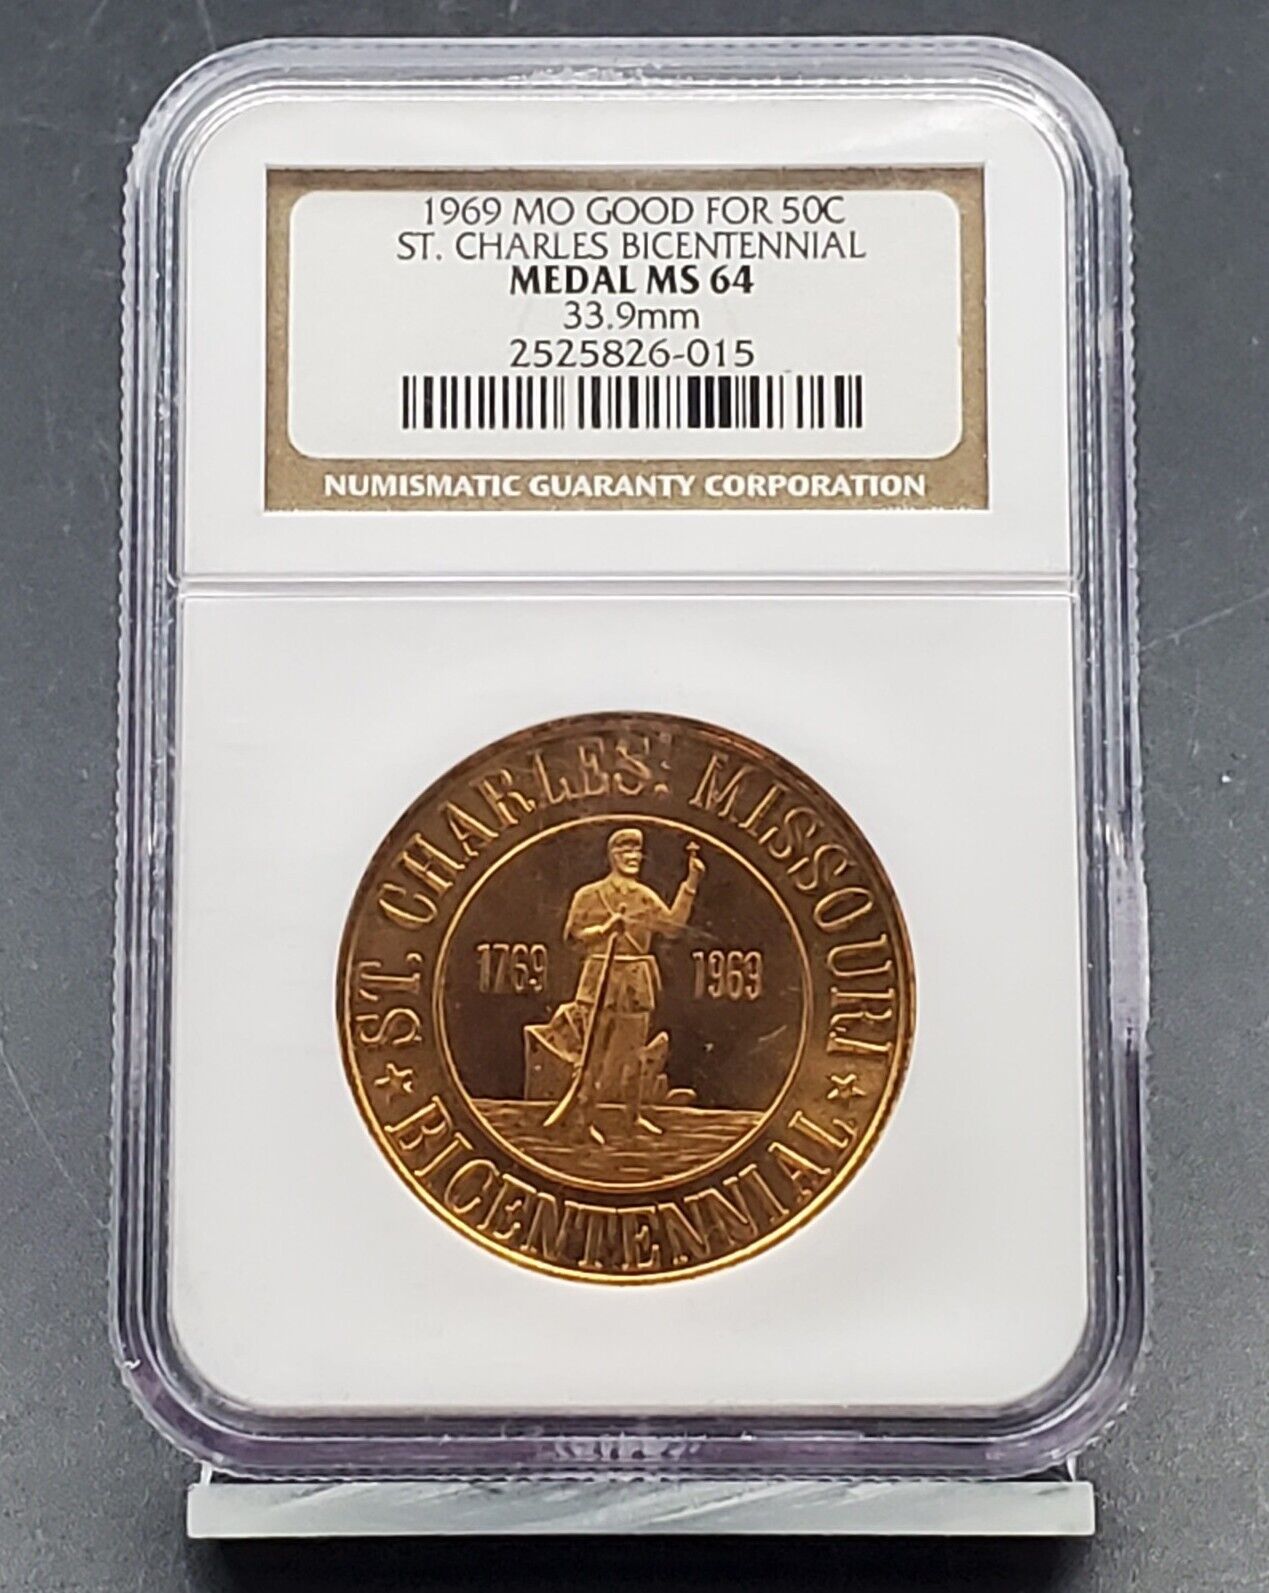 1969 MO GOOD FOR 50C
ST. CHARLES BICENTENNIAL
MEDAL MS 64
33.9mm
2525826-015
NUMISMATIC GUARANTY CORPORATION
ST. CHARLES, MISSOURI
1769 1969
★ BICENTENNIAL ★